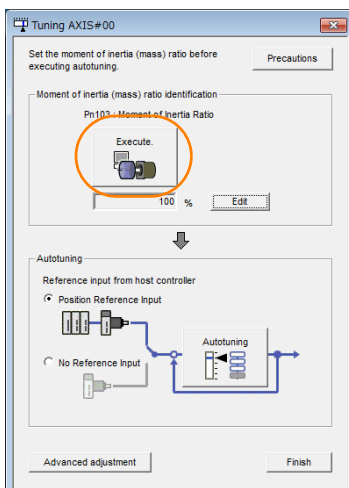 Tuning AXIS#00
Set the moment of inertia (mass) ratio before
executing autotuning.
Precautions
Moment of inertia (mass) ratio identification
Pn103 : Moment of Inertia Ratio
Execute.
100 % Edit
Autotuning
Reference input from host controller
Position Reference Input
Autotuning
No Reference Input
Advanced adjustment
Finish